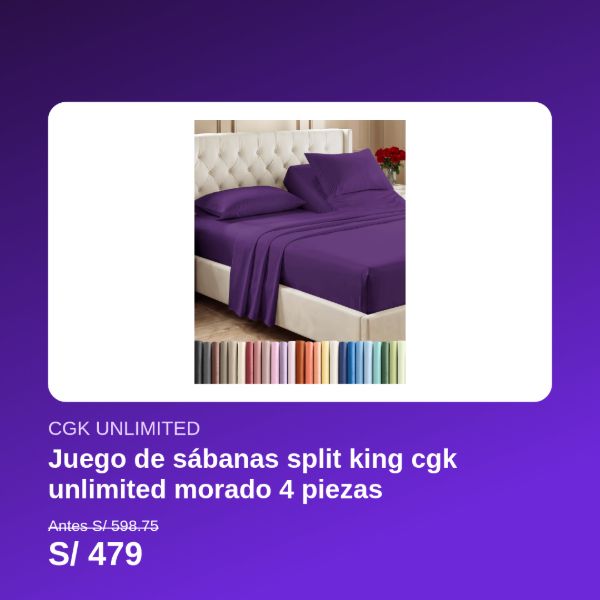 CGK UNLIMITED
Juego de sábanas split king cgk
unlimited morado 4 piezas
Antes S/ 598.75
S/ 479